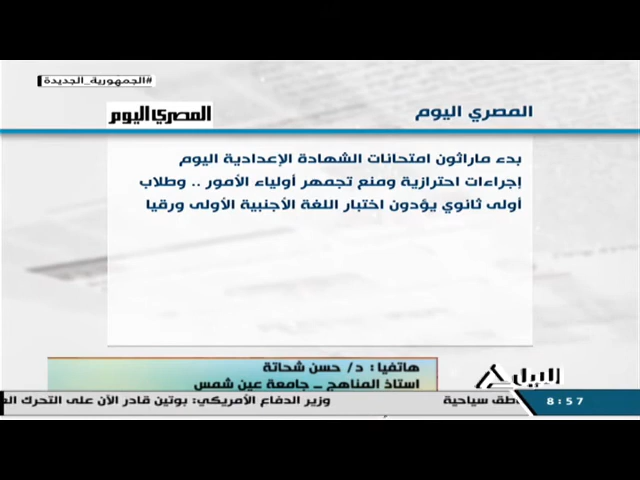 #الجمهورية_الجديدة
المصري اليوم
المصري اليوم
بدء ماراثون امتحانات الشهادة الإعدادية اليوم
إجراءات احترازية ومنع تجمهر أولياء الأمور .. وطلاب
أولى ثانوي يؤدون اختبار اللغة الأجنبية الأولى ورقيا
هاتفيا: د/ حسن شحاتة
استاذ المناهج – جامعة عين شمس
وزير الدفاع الأمريكي: بوتين قادر الآن على التحرك
سياحية
8:57